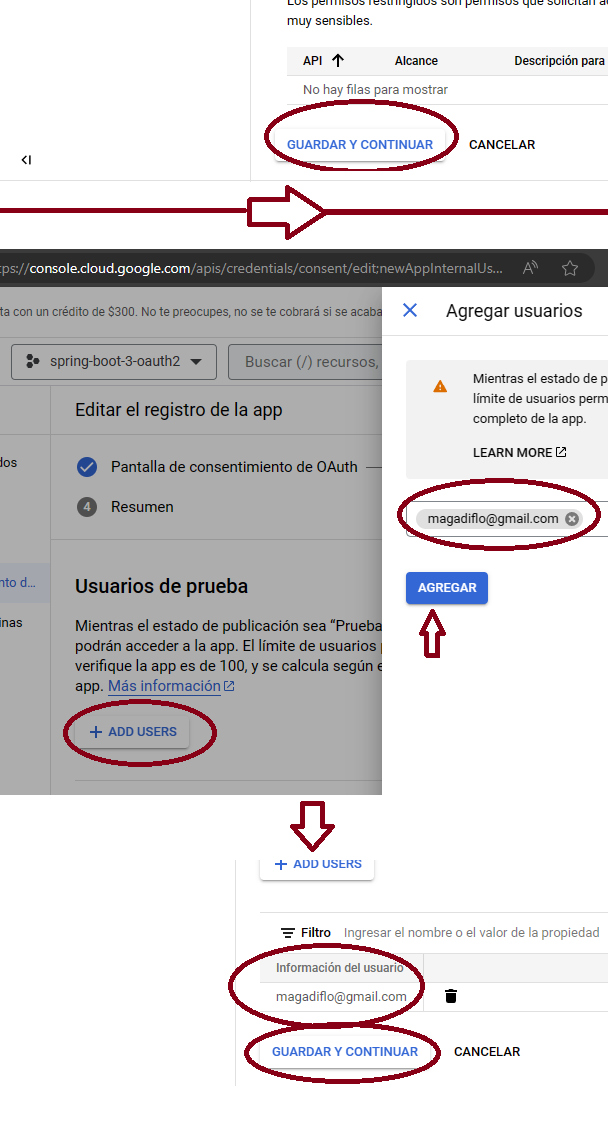 Los permisos restringidos son permisos que solicitan
muy sensibles.
API Alcance Descripción para
No hay filas para mostrar
GUARDAR Y CONTINUAR CANCELAR
ps://console.cloud.google.com/apis/credentials/consent/edit;newAppInternalUs...
ta con un crédito de $300. No te preocupes, no se te cobrará si se acaba
spring-boot-3-oauth2
Buscar (/) recursos,
Editar el registro de la app
dos
Pantalla de consentimiento de OAuth
4 Resumen
nto d...
inas
Usuarios de prueba
Mientras el estado de publicación sea “Prueba
podrán acceder a la app. El límite de usuarios
verifique la app es de 100, y se calcula según e
app. Más información
+ ADD USERS
Agregar usuarios
Mientras el estado de p
límite de usuarios perm
completo de la app.
LEARN MORE
magadiflo@gmail.com
AGREGAR
+ ADD USERS
Filtro Ingresar el nombre o el valor de la propiedad
Información del usuario
magadiflo@gmail.com
GUARDAR Y CONTINUAR CANCELAR